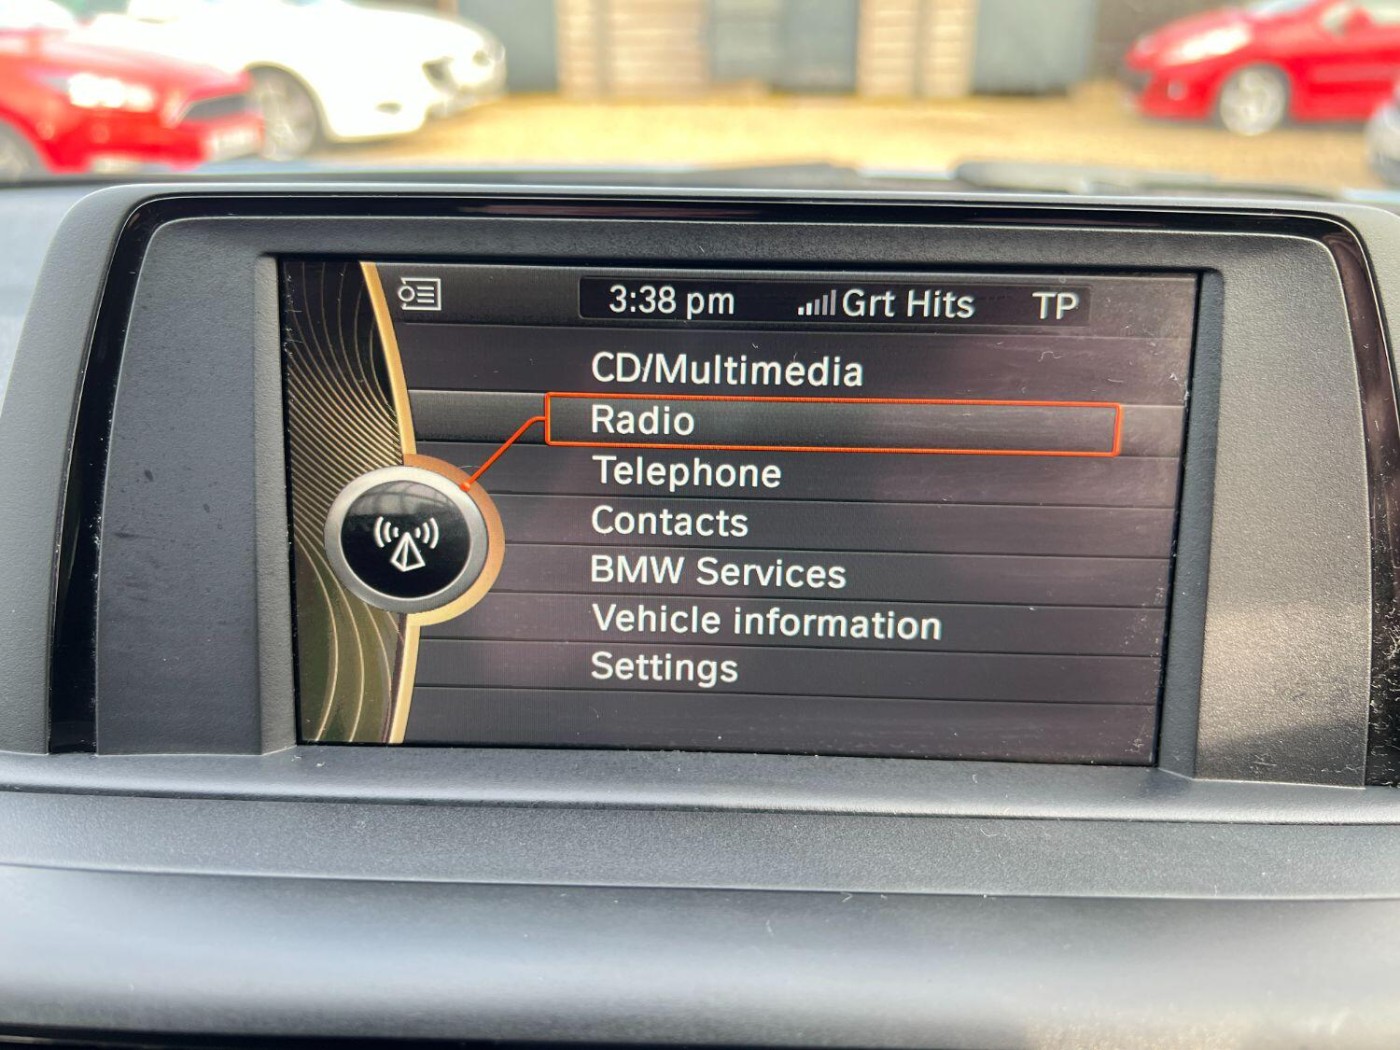 3:38 pm Grt Hits TP
CD/Multimedia
Radio
Telephone
Contacts
BMW Services
Vehicle information
Settings